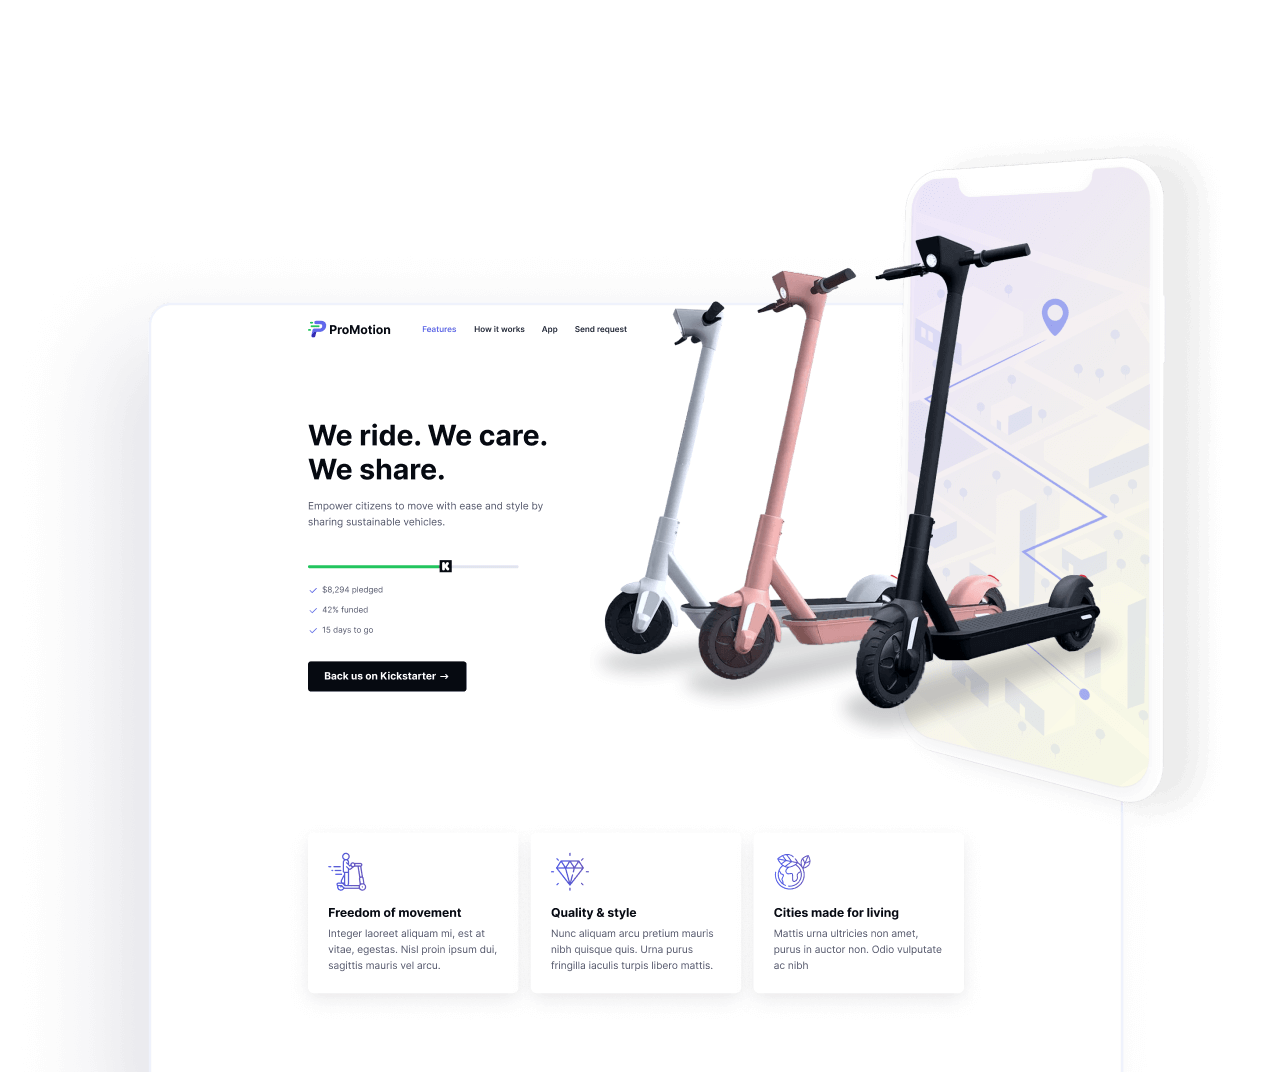 ProMotion
Features
How it works
App
Send request
We ride. We care.
We share.
Empower citizens to move with ease and style by
sharing sustainable vehicles.
K
$8,294 pledged
42% funded
15 days to go
Back us on Kickstarter →
Freedom of movement
Integer laoreet aliquam mi, est at
vitae, egestas. Nisl proin ipsum dui,
sagittis mauris vel arcu.
Quality & style
Nunc aliquam arcu pretium mauris
nibh quisque quis. Urna purus
fringilla iaculis turpis libero mattis.
Cities made for living
Mattis urna ultricies non amet,
purus in auctor non. Odio vulputate
ac nibh